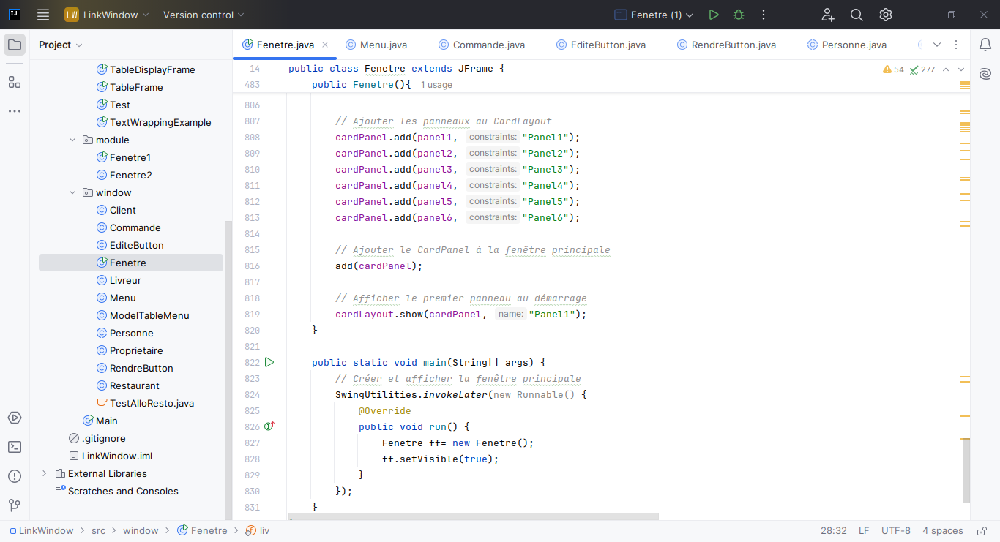 LW LinkWindow Version control Fenetre (1)
Project
Fenetre.java Menu.java Commande.java EditeButton.java RendreButton.java Personne.java
TableDisplayFrame
TableFrame
Test
TextWrappingExample
module
Fenetre1
Fenetre2
window
Client
Commande
EditeButton
Fenetre
Livreur
Menu
ModelTableMenu
Personne
Proprietaire
RendreButton
Restaurant
TestAlloResto.java
Main
.gitignore
LinkWindow.iml
External Libraries
Scratches and Consoles
14 public class Fenetre extends JFrame { 54 277
483 public Fenetre(){ 1 usage
806
807 // Ajouter les panneaux au CardLayout
808 cardPanel.add(panel1, constraints: "Panel1");
809 cardPanel.add(panel2, constraints: "Panel2");
810 cardPanel.add(panel3, constraints: "Panel3");
811 cardPanel.add(panel4, constraints: "Panel4");
812 cardPanel.add(panel5, constraints: "Panel5");
813 cardPanel.add(panel6, constraints: "Panel6");
814
815 // Ajouter le CardPanel à la fenêtre principale
816 add(cardPanel);
817
818 // Afficher le premier panneau au démarrage
819 cardLayout.show(cardPanel, name: "Panel1");
820 }
821
822 public static void main(String[] args) {
823 // Créer et afficher la fenêtre principale
824 SwingUtilities.invokeLater(new Runnable() {
825 @Override
826 public void run() {
827 Fenetre ff= new Fenetre();
828 ff.setVisible(true);
829 }
830 });
831 }
LinkWindow src window Fenetre liv 28:32 LF UTF-8 4 spaces